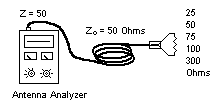 Z = 50
Zo = 50 Ohms
25
50
75
100
300
Ohms
Antenna Analyzer